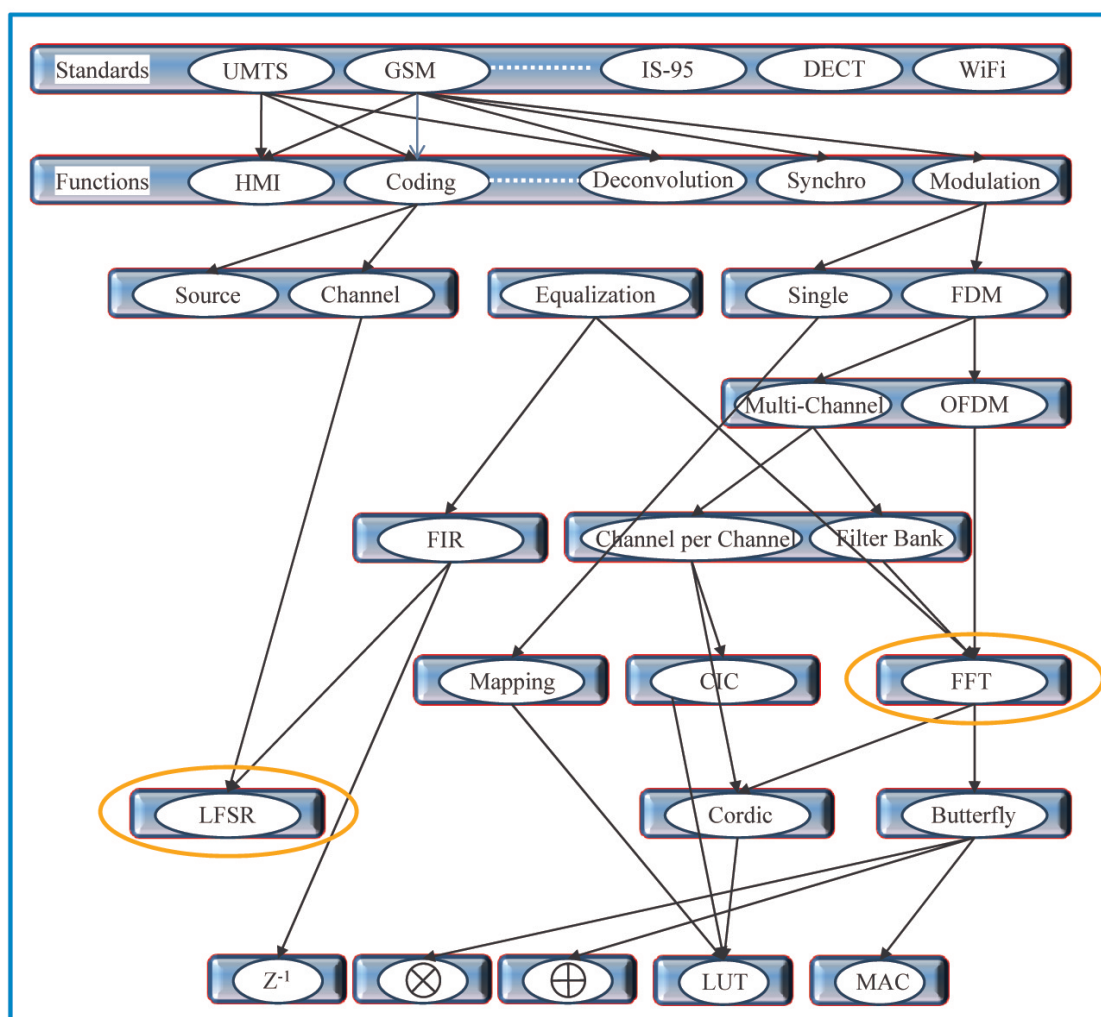 Standards UMTS GSM IS-95 DECT WiFi
Functions HMI Coding Deconvolution Synchro Modulation
Source Channel Equalization Single FDM
Multi-Channel OFDM
FIR Channel per Channel Filter Bank
Mapping CIC FFT
LFSR Cordic Butterfly
Z⁻¹ ⊗ ⊕ LUT MAC